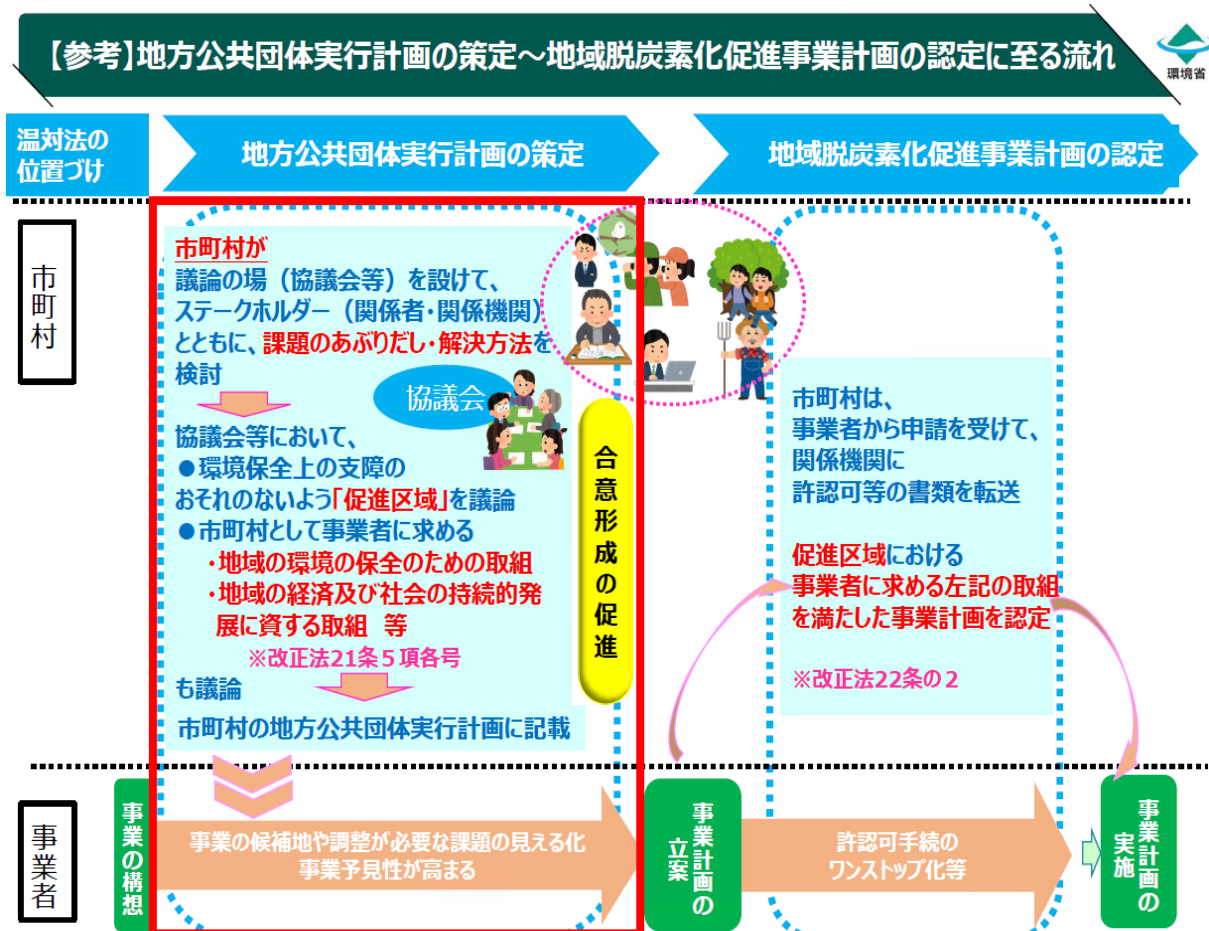 【参考】地方公共団体実行計画の策定~地域脱炭素化促進事業計画の認定に至る流れ
環境省
温対法の
位置づけ
地方公共団体実行計画の策定
地域脱炭素化促進事業計画の認定
市町村
市町村が
議論の場（協議会等）を設けて、
ステークホルダー（関係者・関係機関）
とともに、課題のあぶりだし・解決方法を
検討
協議会
協議会等において、
●環境保全上の支障の
おそれのないよう「促進区域」を議論
●市町村として事業者に求める
・地域の環境の保全のための取組
・地域の経済及び社会の持続的発
展に資する取組 等
※改正法21条５項各号
も議論
市町村の地方公共団体実行計画に記載
合意形成の促進
市町村は、
事業者から申請を受けて、
関係機関に
許認可等の書類を転送
促進区域における
事業者に求める左記の取組
を満たした事業計画を認定
※改正法22条の２
事業者
事業の構想
事業の候補地や調整が必要な課題の見える化
事業予見性が高まる
事業計画の
立案
許認可手続の
ワンストップ化等
事業計画の
実施